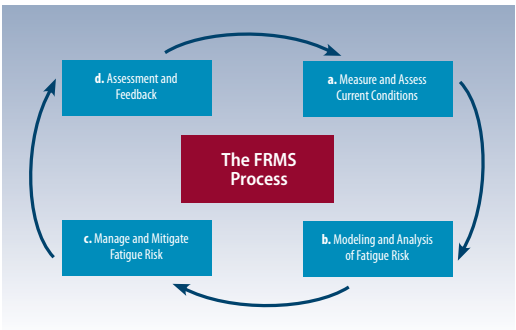 d. Assessment and
Feedback
a. Measure and Assess
Current Conditions
The FRMS
Process
c. Manage and Mitigate
Fatigue Risk
b. Modeling and Analysis
of Fatigue Risk